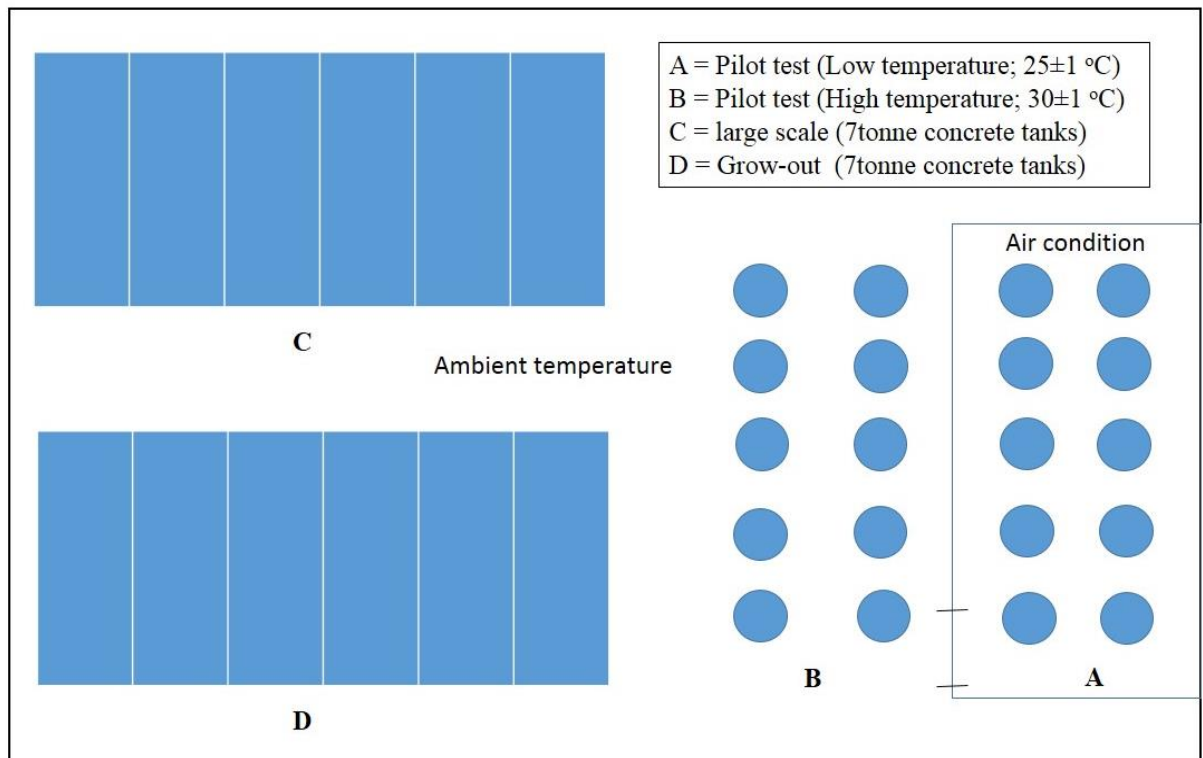 A = Pilot test (Low temperature; 25±1 °C)
B = Pilot test (High temperature; 30±1 °C)
C = large scale (7tonne concrete tanks)
D = Grow-out (7tonne concrete tanks)
Air condition
C
Ambient temperature
B
A
D